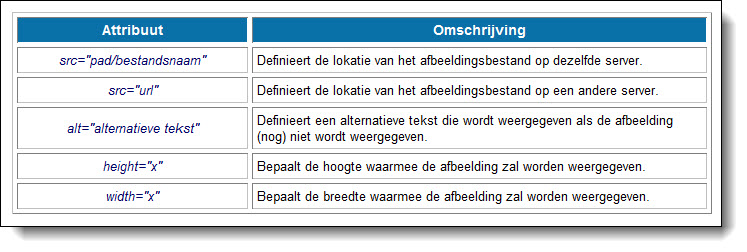 Attribuut Omschrijving
src="pad/bestandsnaam" Definieert de lokatie van het afbeeldingsbestand op dezelfde server.
src="url" Definieert de lokatie van het afbeeldingsbestand op een andere server.
alt="alternatieve tekst" Definieert een alternatieve tekst die wordt weergegeven als de afbeelding
(nog) niet wordt weergegeven.
height="x" Bepaalt de hoogte waarmee de afbeelding zal worden weergegeven.
width="x" Bepaalt de breedte waarmee de afbeelding zal worden weergegeven.